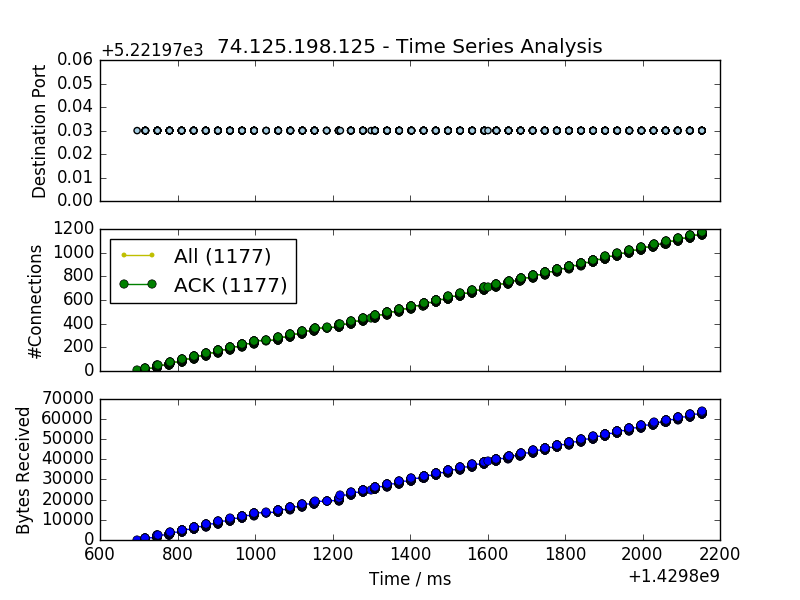 +5.22197e3 74.125.198.125 - Time Series Analysis
0.06
0.05
0.04
0.03
0.02
0.01
0.00
Destination Port
1200
1000
800
600
400
200
0
#Connections
All (1177)
ACK (1177)
70000
60000
50000
40000
30000
20000
10000
0
Bytes Received
600 800 1000 1200 1400 1600 1800 2000 2200
Time / ms
+1.4298e9